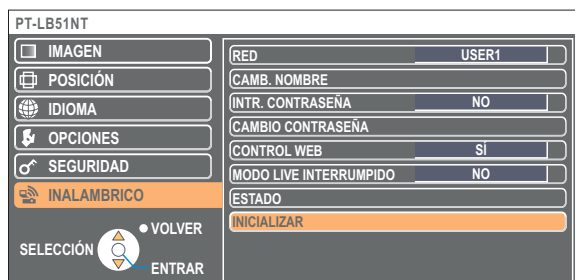 PT-LB51NT
IMAGEN
POSICIÓN
IDIOMA
OPCIONES
SEGURIDAD
INALAMBRICO
VOLVER
SELECCIÓN
ENTRAR
RED USER1
CAMB. NOMBRE
INTR. CONTRASEÑA NO
CAMBIO CONTRASEÑA
CONTROL WEB SÍ
MODO LIVE INTERRUMPIDO NO
ESTADO
INICIALIZAR